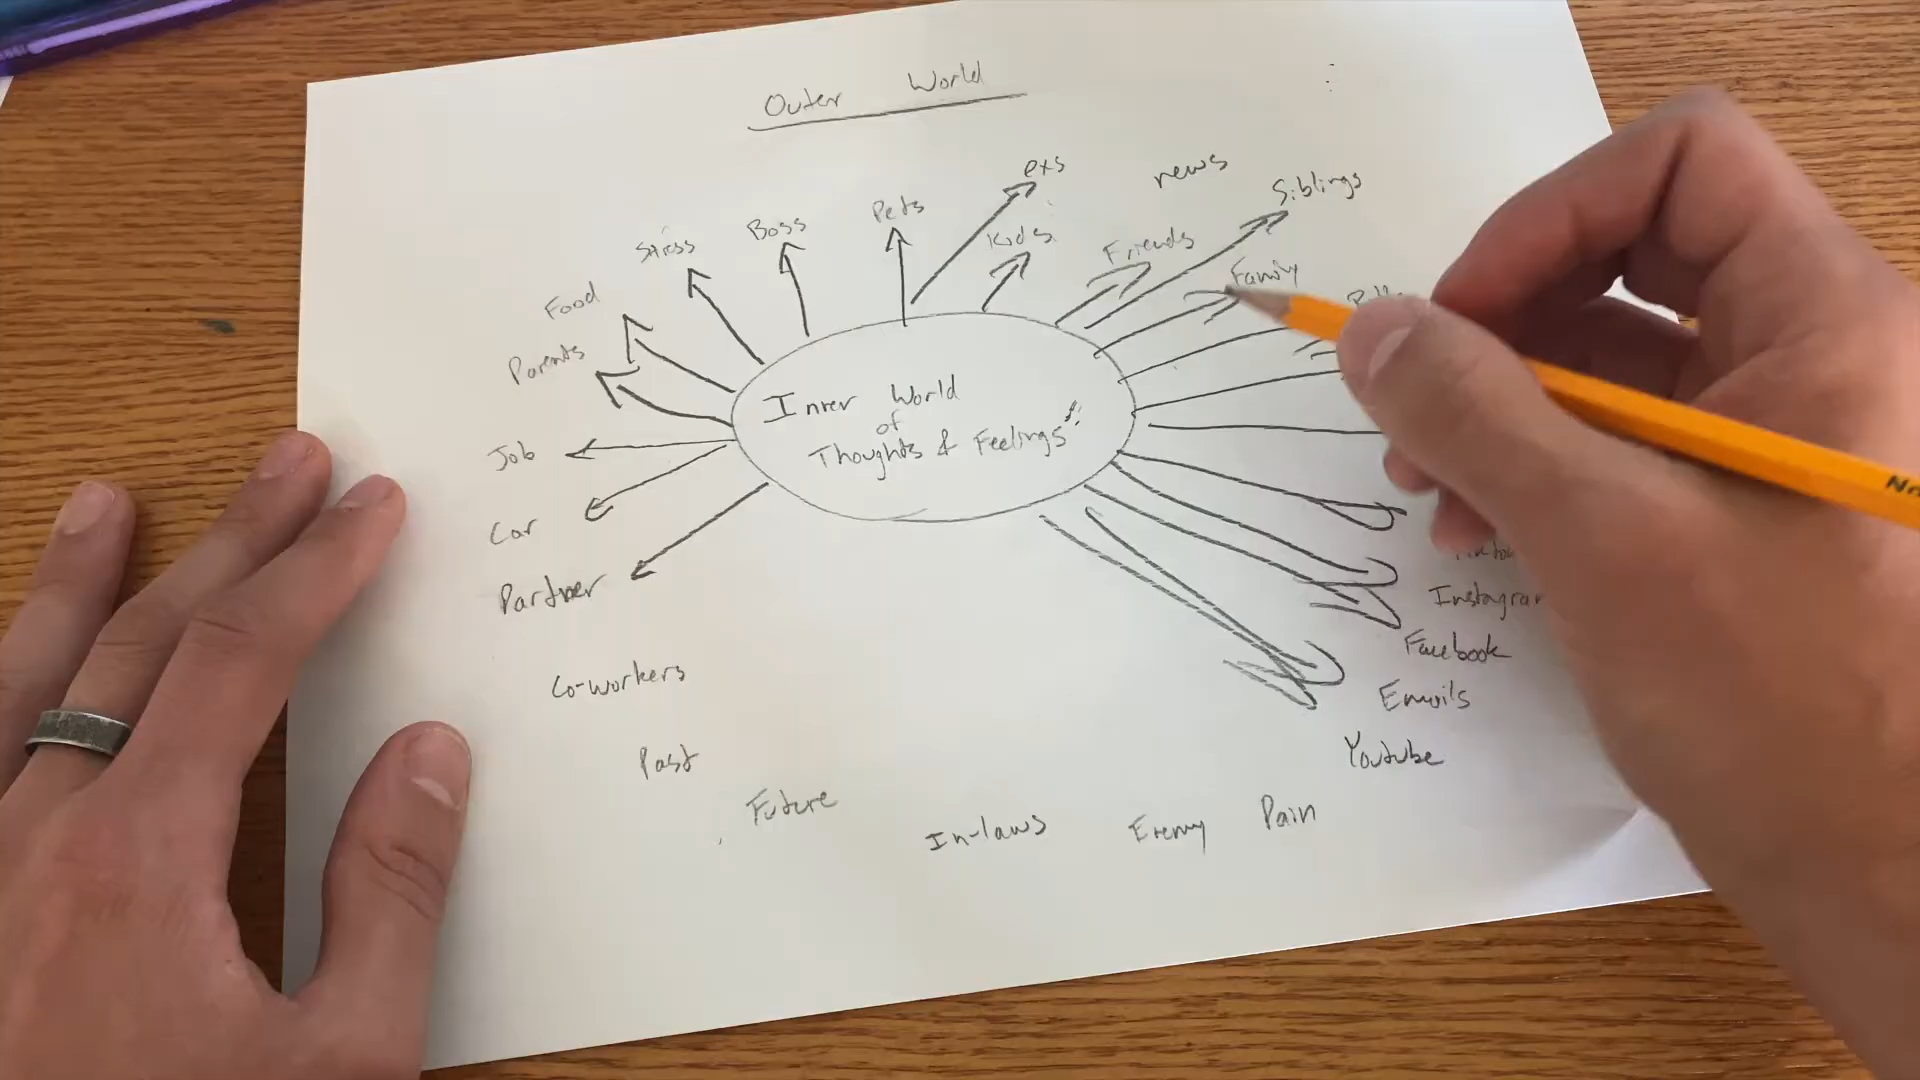 Outer World
exs
news
Siblings
Pets
Boss
Stress
Kids
Friends
Family
Food
Parents
Inner World
of
Thoughts & Feelings"
Job
Car
Partner
Instagram
Facebook
Emails
Youtube
Co-workers
Past
Future
In-laws
Enemy
Pain
No